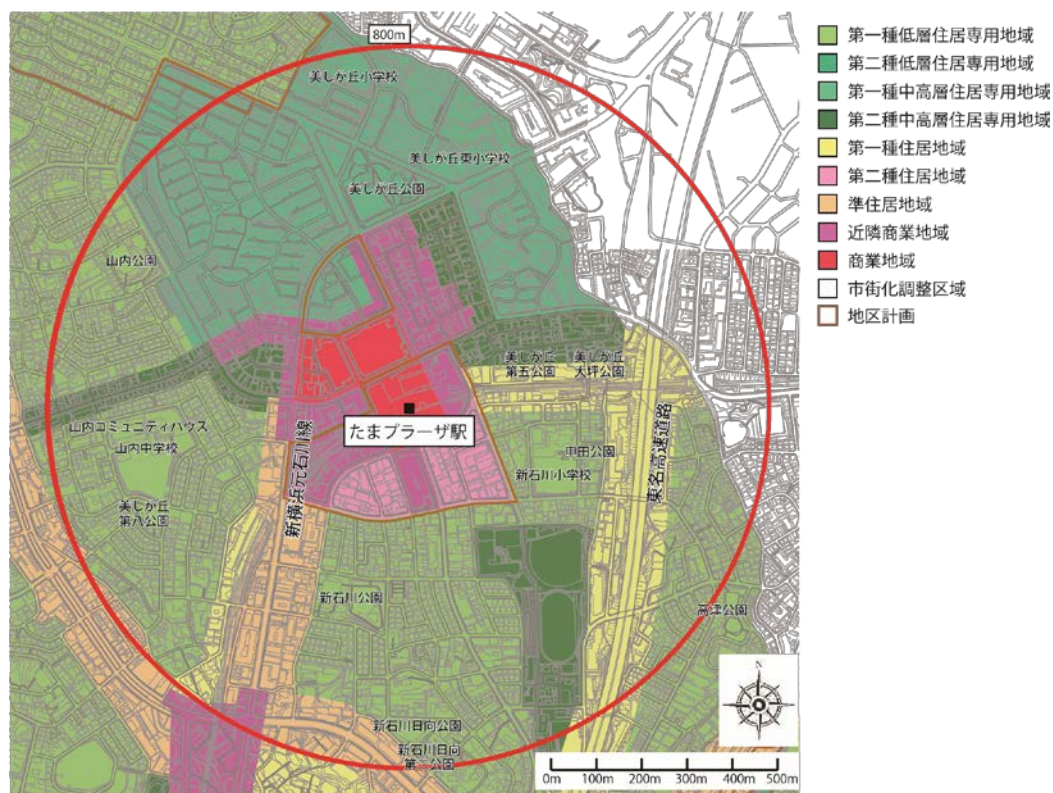 800m
美しが丘小学校
美しが丘東小学校
美しが丘公園
山内公園
美しが丘
第五公園
美しが丘
大坪公園
山内コミュニティハウス
山内中学校
たまプラーザ駅
新横浜元石川線
東名高速道路
中田公園
新石川小学校
美しが丘
第八公園
新石川公園
高津公園
新石川日向公園
新石川日向
第二公園
N
0m 100m 200m 300m 400m 500m
第一種低層住居専用地域
第二種低層住居専用地域
第一種中高層住居専用地域
第二種中高層住居専用地域
第一種住居地域
第二種住居地域
準住居地域
近隣商業地域
商業地域
市街化調整区域
地区計画